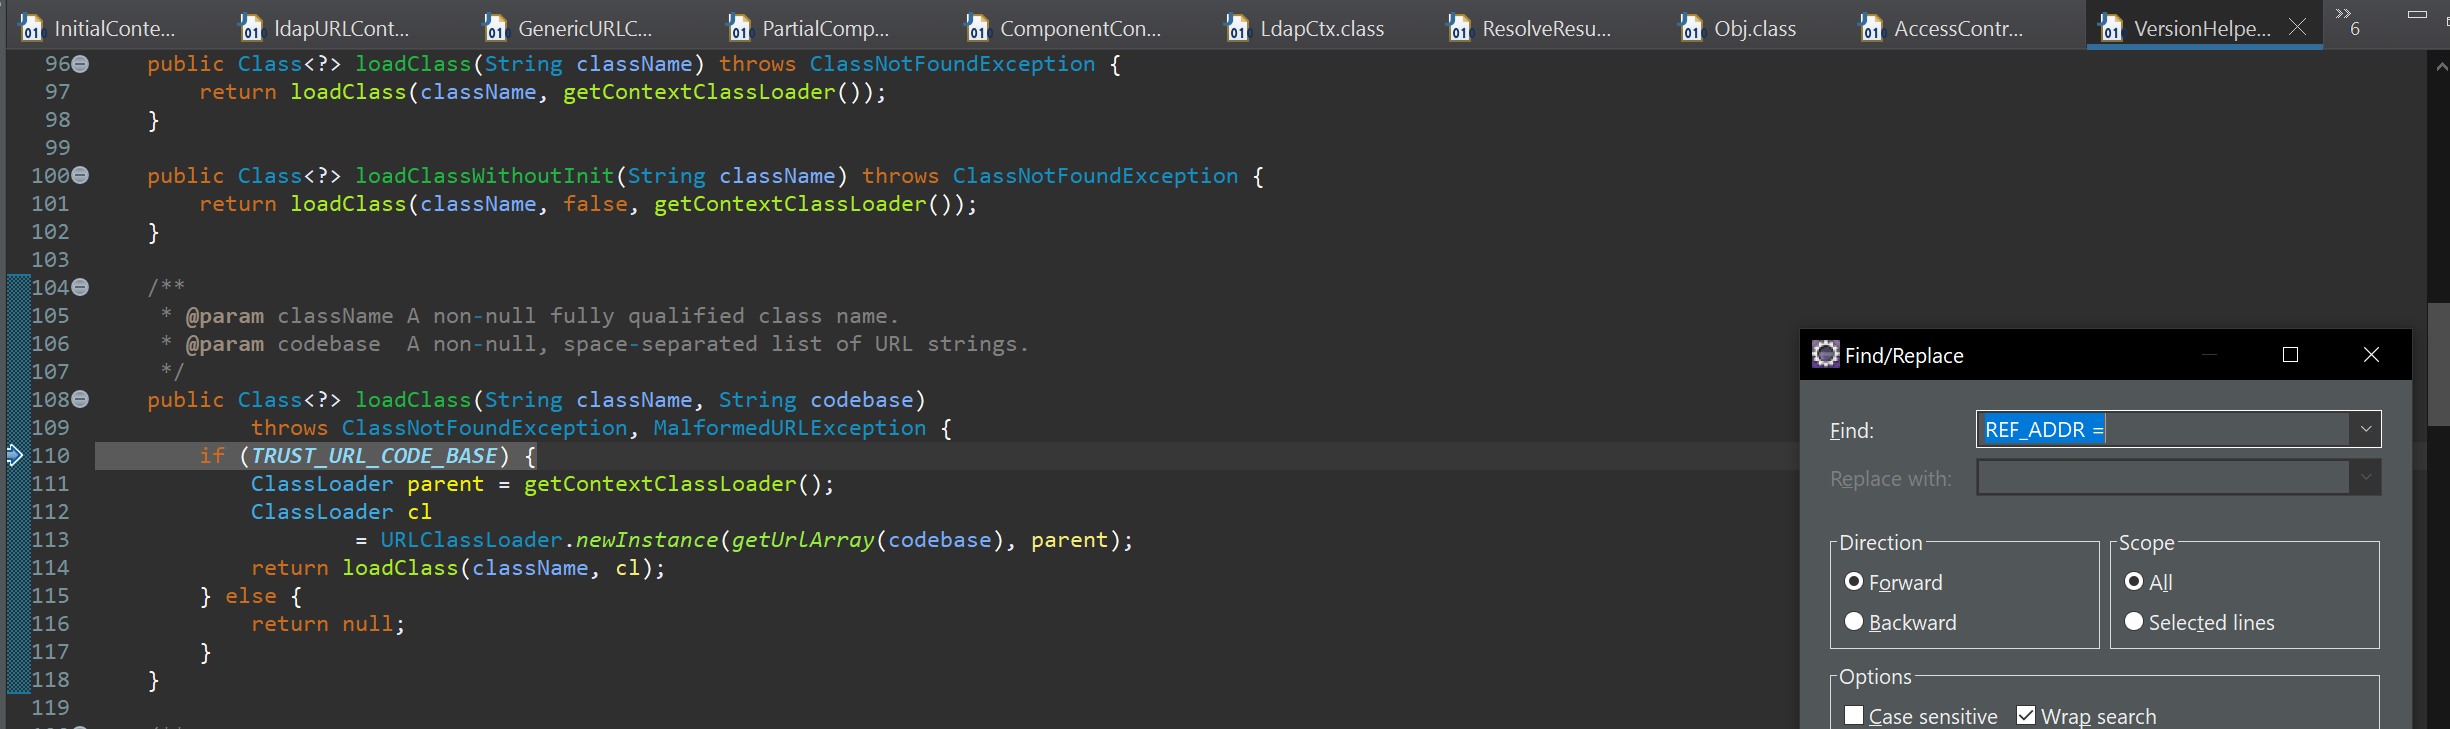 InitialConte... ldapURLCont... GenericURLC... PartialComp... ComponentCon... LdapCtx.class ResolveResu... Obj.class AccessContr... VersionHelpe... 6
96 public Class<?> loadClass(String className) throws ClassNotFoundException {
97 return loadClass(className, getContextClassLoader());
98 }
99
100 public Class<?> loadClassWithoutInit(String className) throws ClassNotFoundException {
101 return loadClass(className, false, getContextClassLoader());
102 }
103
104 /**
105 * @param className A non-null fully qualified class name.
106 * @param codebase  A non-null, space-separated list of URL strings.
107 */
108 public Class<?> loadClass(String className, String codebase)
109 throws ClassNotFoundException, MalformedURLException {
110 if (TRUST_URL_CODE_BASE) {
111 ClassLoader parent = getContextClassLoader();
112 ClassLoader cl
113 = URLClassLoader.newInstance(getUrlArray(codebase), parent);
114 return loadClass(className, cl);
115 } else {
116 return null;
117 }
118 }
119
Find/Replace
Find: REF_ADDR =
Replace with:
Direction Scope
Forward All
Backward Selected lines
Options
Case sensitive Wrap search